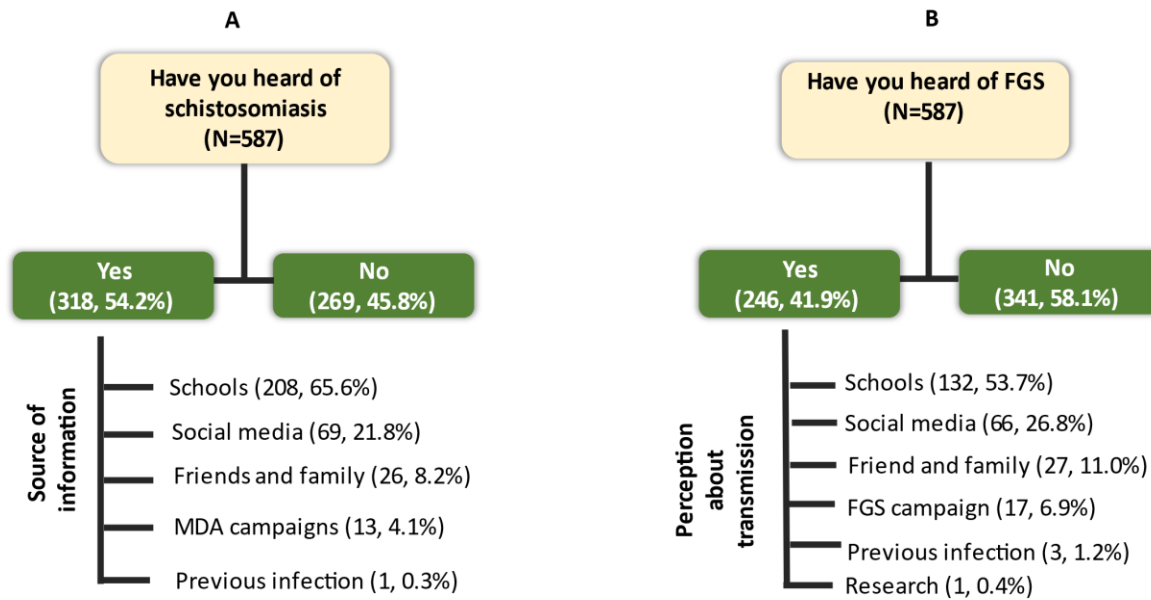 A
Have you heard of
schistosomiasis
(N=587)
Yes
(318, 54.2%)
No
(269, 45.8%)
Source of
information
Schools (208, 65.6%)
Social media (69, 21.8%)
Friends and family (26, 8.2%)
MDA campaigns (13, 4.1%)
Previous infection (1, 0.3%)
B
Have you heard of FGS
(N=587)
Yes
(246, 41.9%)
No
(341, 58.1%)
Perception
about
transmission
Schools (132, 53.7%)
Social media (66, 26.8%)
Friend and family (27, 11.0%)
FGS campaign (17, 6.9%)
Previous infection (3, 1.2%)
Research (1, 0.4%)